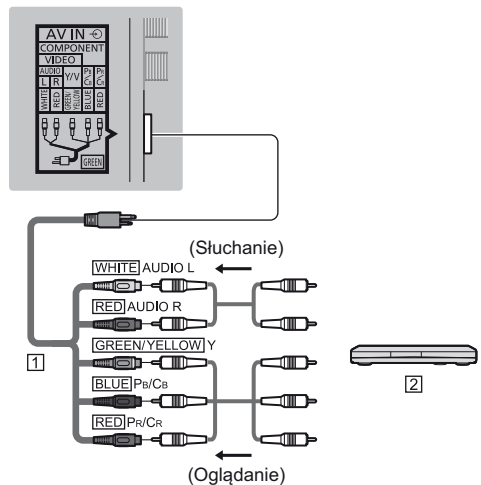 AV IN
COMPONENT
VIDEO
AUDIO
L R Y/V PB CB PR CR
WHITE RED GREEN/YELLOW BLUE RED
GREEN
(Słuchanie)
WHITE AUDIO L
RED AUDIO R
GREEN/YELLOW Y
1
BLUE PB/CB
2
RED PR/CR
(Oglądanie)